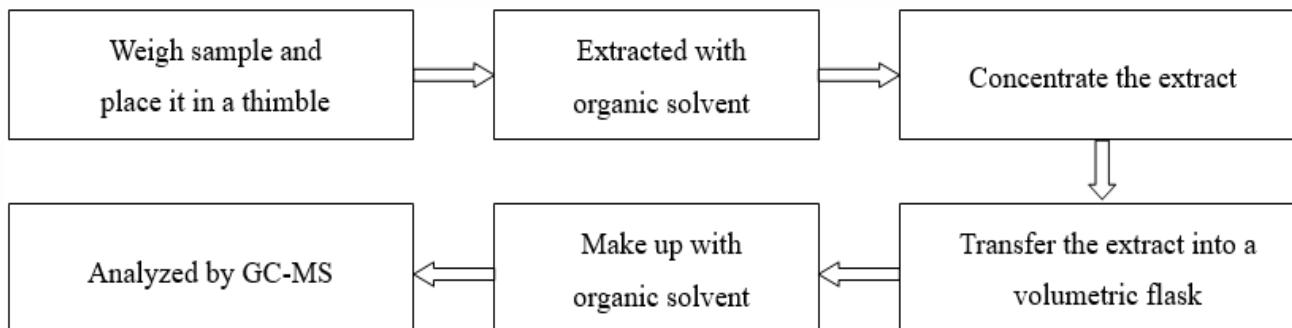 Weigh sample and
place it in a thimble
Extracted with
organic solvent
Concentrate the extract
Transfer the extract into a
volumetric flask
Make up with
organic solvent
Analyzed by GC-MS